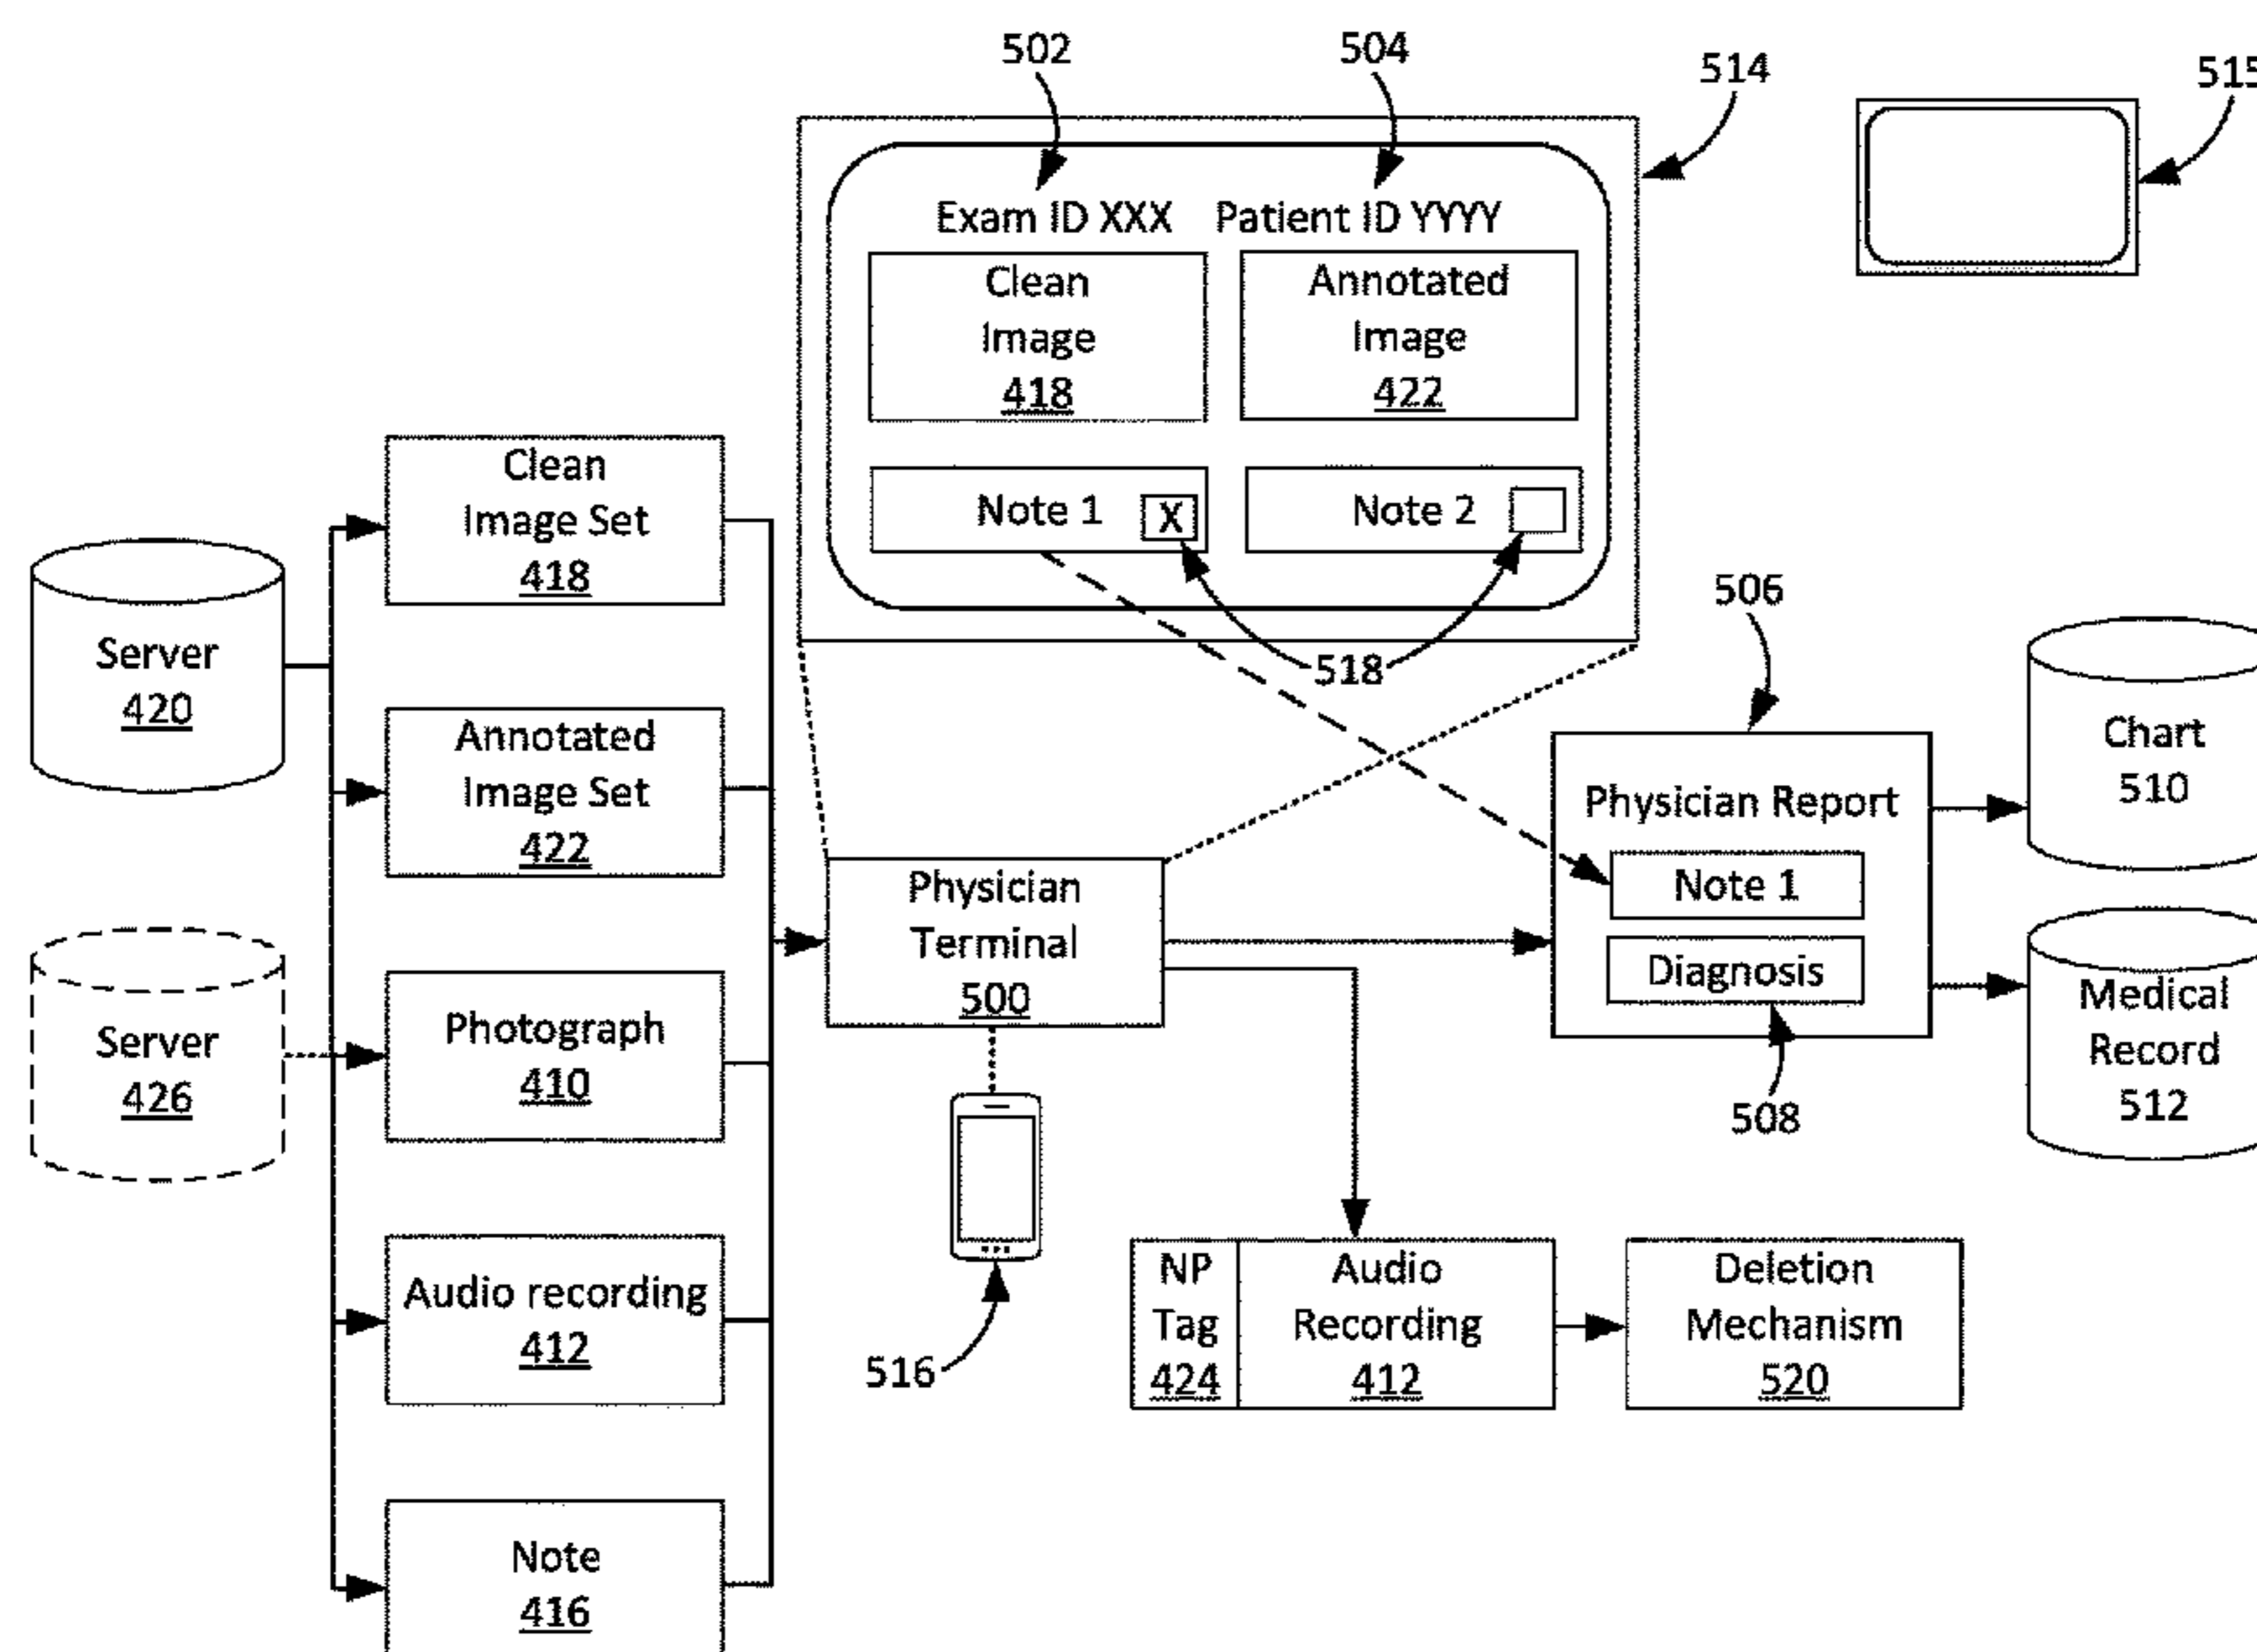 502
504
514
515
Exam ID XXX
Patient ID YYYY
Clean
Image
418
Annotated
Image
422
Note 1
X
Note 2
518
Clean
Image Set
418
Server
420
Annotated
Image Set
422
Server
426
Photograph
410
Audio recording
412
Note
416
Physician
Terminal
500
516
506
Physician Report
Note 1
Diagnosis
508
Chart
510
Medical
Record
512
NP
Tag
424
Audio
Recording
412
Deletion
Mechanism
520